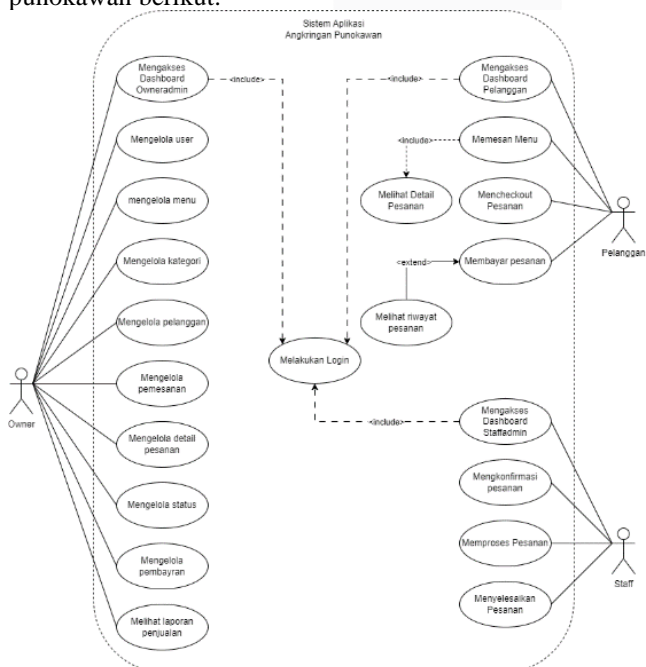 punokawan berikut.
Sistem Aplikasi
Angkringan Punokawan
Mengakses
Dashboard
Owneradmin
<include>
<include>
Mengakses
Dashboard
Pelanggan
Mengelola user
<include>
Memesan Menu
mengelola menu
Melihat Detail
Pesanan
Mencheckout
Pesanan
Pelanggan
Mengelola kategori
<extend>
Membayar pesanan
Mengelola pelanggan
Melihat riwayat
pesanan
Melakukan Login
Owner
Mengelola
pemesanan
<include>
Mengakses
Dashboard
Staffadmin
Mengelola detail
pesanan
Mengkonfirmasi
pesanan
Mengelola status
Memproses Pesanan
Staff
Mengelola
pembayran
Menyelesaikan
Pesanan
Melihat laporan
penjualan